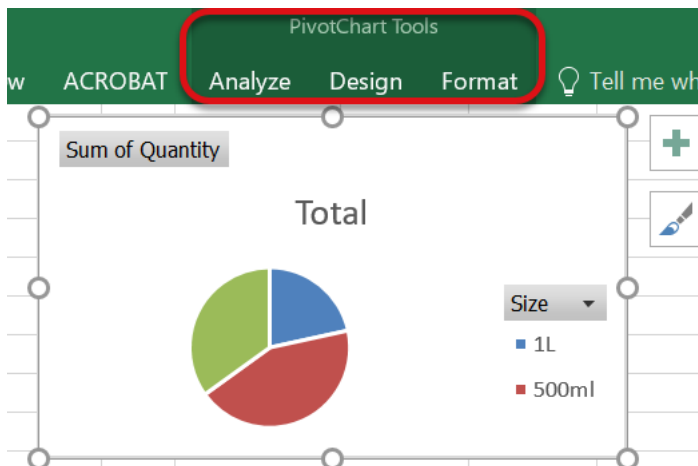 PivotChart Tools
w ACROBAT Analyze Design Format Tell me wh
Sum of Quantity
Total
Size
1L
500ml